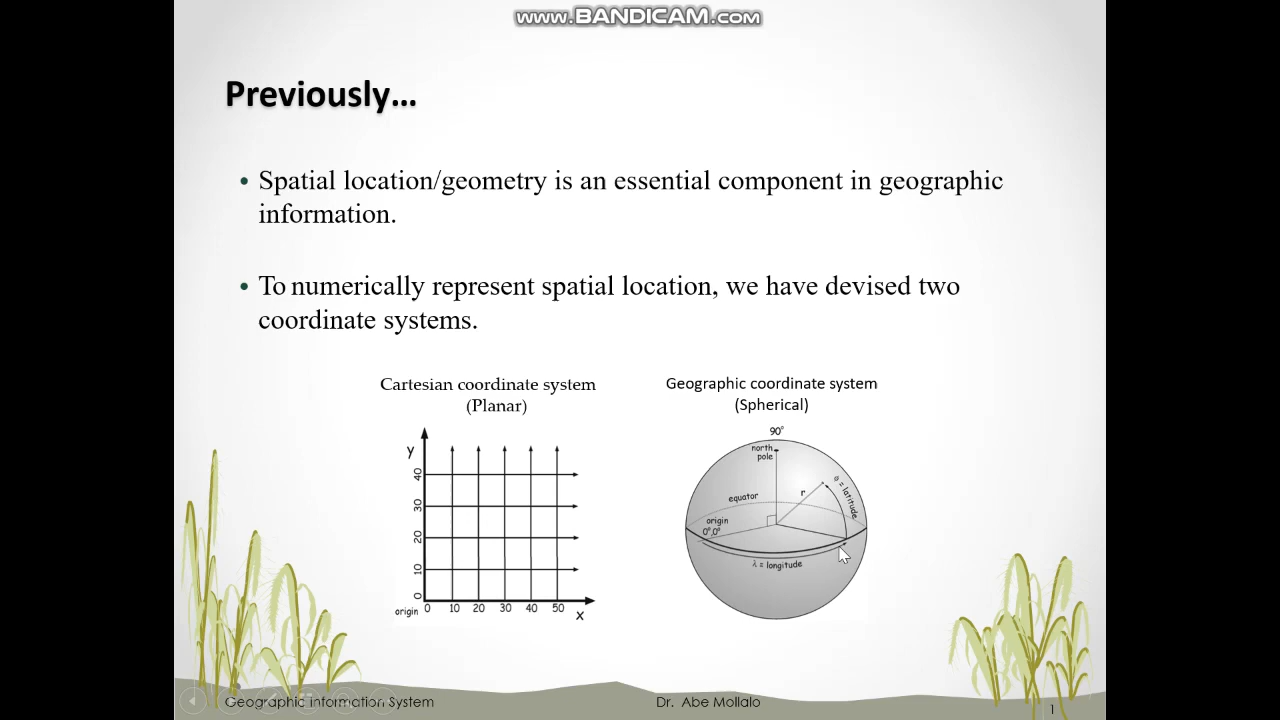 www.BANDICAM.com
Previously…
• Spatial location/geometry is an essential component in geographic
information.
• To numerically represent spatial location, we have devised two
coordinate systems.
Cartesian coordinate system
(Planar)
y
40
30
20
10
0
origin 0 10 20 30 40 50 x
Geographic coordinate system
(Spherical)
90°
north
pole
r
φ = latitude
equator
origin
0°,0°
λ = longitude
Geographic Information System
Dr. Abe Mollalo
1